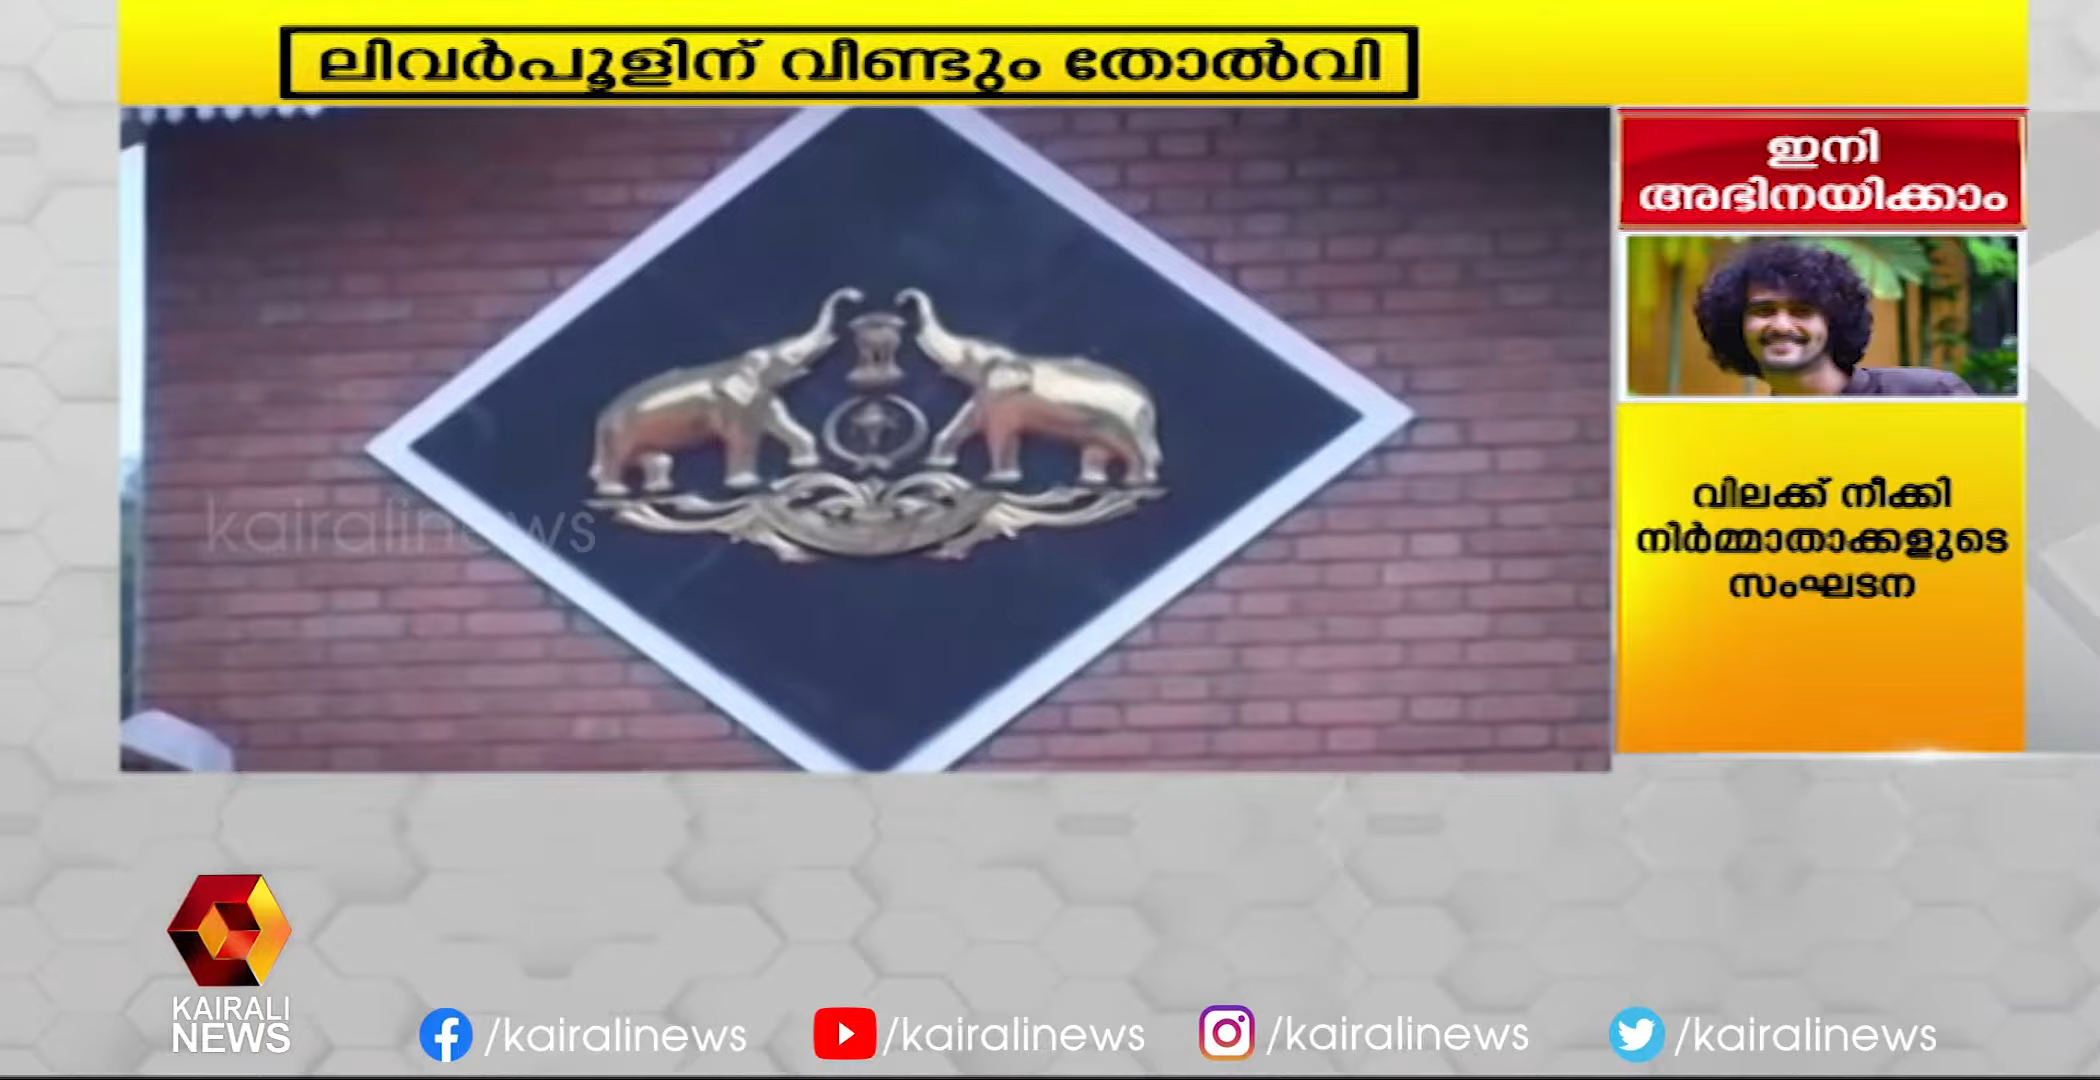 ലിവർപൂളിന് വീണ്ടും തോൽവി
ഇനി
അഭിനയിക്കാം
kairalinews
വിലക്ക് നീക്കി
നിർമ്മാതാക്കളുടെ
സംഘടന
KAIRALI
NEWS
/kairalinews
/kairalinews
/kairalinews
/kairalinews